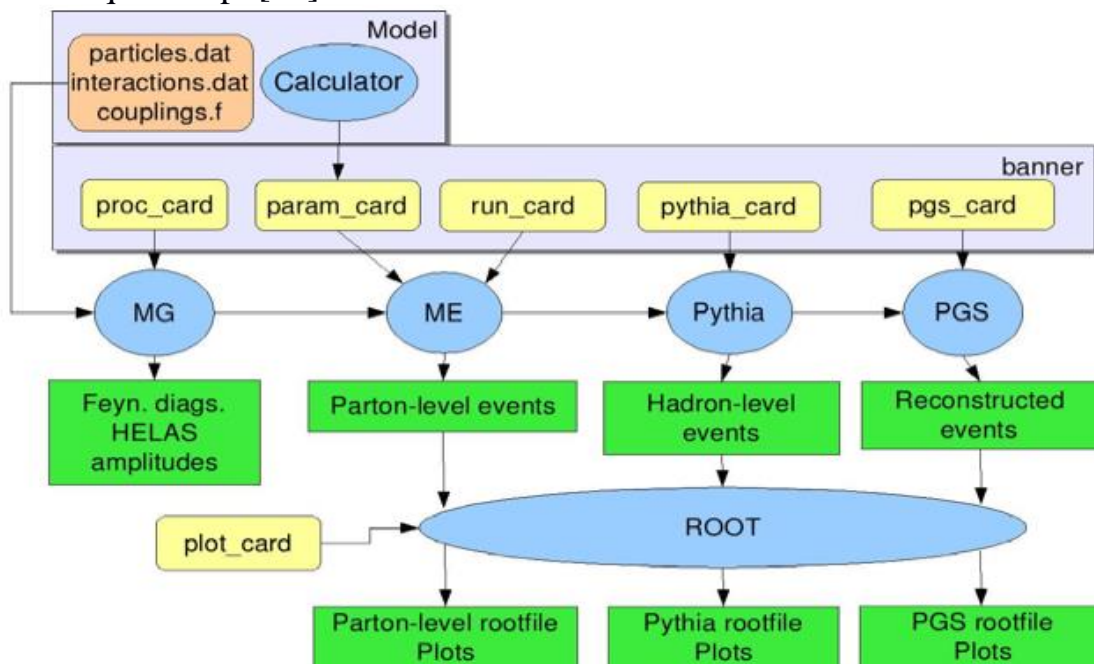 Model
particles.dat
interactions.dat
couplings.f
Calculator
banner
proc_card
param_card
run_card
pythia_card
pgs_card
MG
ME
Pythia
PGS
Feyn. diags.
HELAS
amplitudes
Parton-level events
Hadron-level
events
Reconstructed
events
plot_card
ROOT
Parton-level rootfile
Plots
Pythia rootfile
Plots
PGS rootfile
Plots